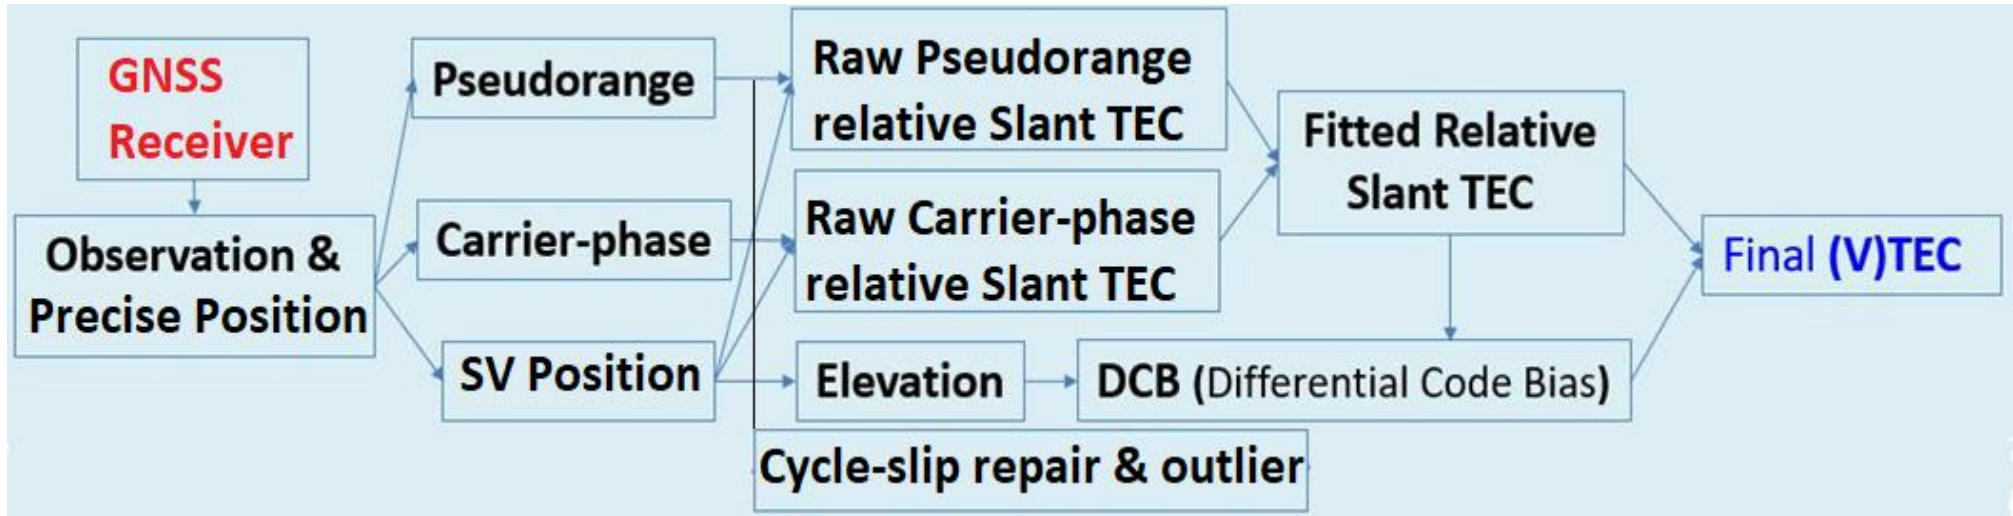 GNSS
Receiver
Observation &
Precise Position
Pseudorange
Carrier-phase
SV Position
Raw Pseudorange
relative Slant TEC
Raw Carrier-phase
relative Slant TEC
Elevation
DCB (Differential Code Bias)
Cycle-slip repair & outlier
Fitted Relative
Slant TEC
Final (V)TEC